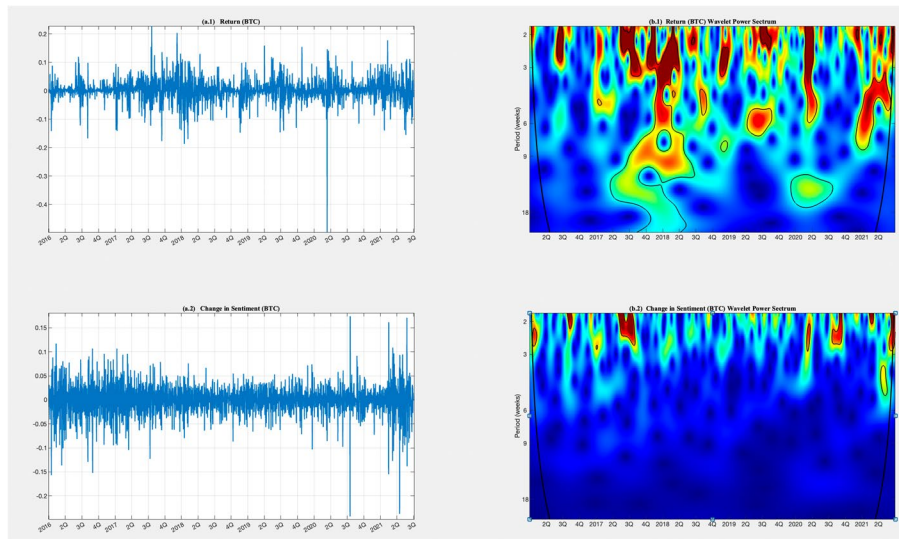 (a.1) Return (BTC)
0.2
0.1
0
-0.1
-0.2
-0.3
-0.4
2016 2Q 3Q 4Q 2017 2Q 3Q 4Q 2018 2Q 3Q 4Q 2019 2Q 3Q 4Q 2020 2Q 3Q 4Q 2021 2Q 3Q
(b.1) Return (BTC) Wavelet Power Sectrum
Period (weeks)
2
3
6
9
18
2Q 3Q 4Q 2017 2Q 3Q 4Q 2018 2Q 3Q 4Q 2019 2Q 3Q 4Q 2020 2Q 3Q 4Q 2021 2Q
(a.2) Change in Sentiment (BTC)
0.15
0.1
0.05
0
-0.05
-0.1
-0.15
-0.2
2016 2Q 3Q 4Q 2017 2Q 3Q 4Q 2018 2Q 3Q 4Q 2019 2Q 3Q 4Q 2020 2Q 3Q 4Q 2021 2Q 3Q
(b.2) Change in Sentiment (BTC) Wavelet Power Sectrum
Period (weeks)
2
3
6
9
18
2Q 3Q 4Q 2017 2Q 3Q 4Q 2018 2Q 3Q 4Q 2019 2Q 3Q 4Q 2020 2Q 3Q 4Q 2021 2Q